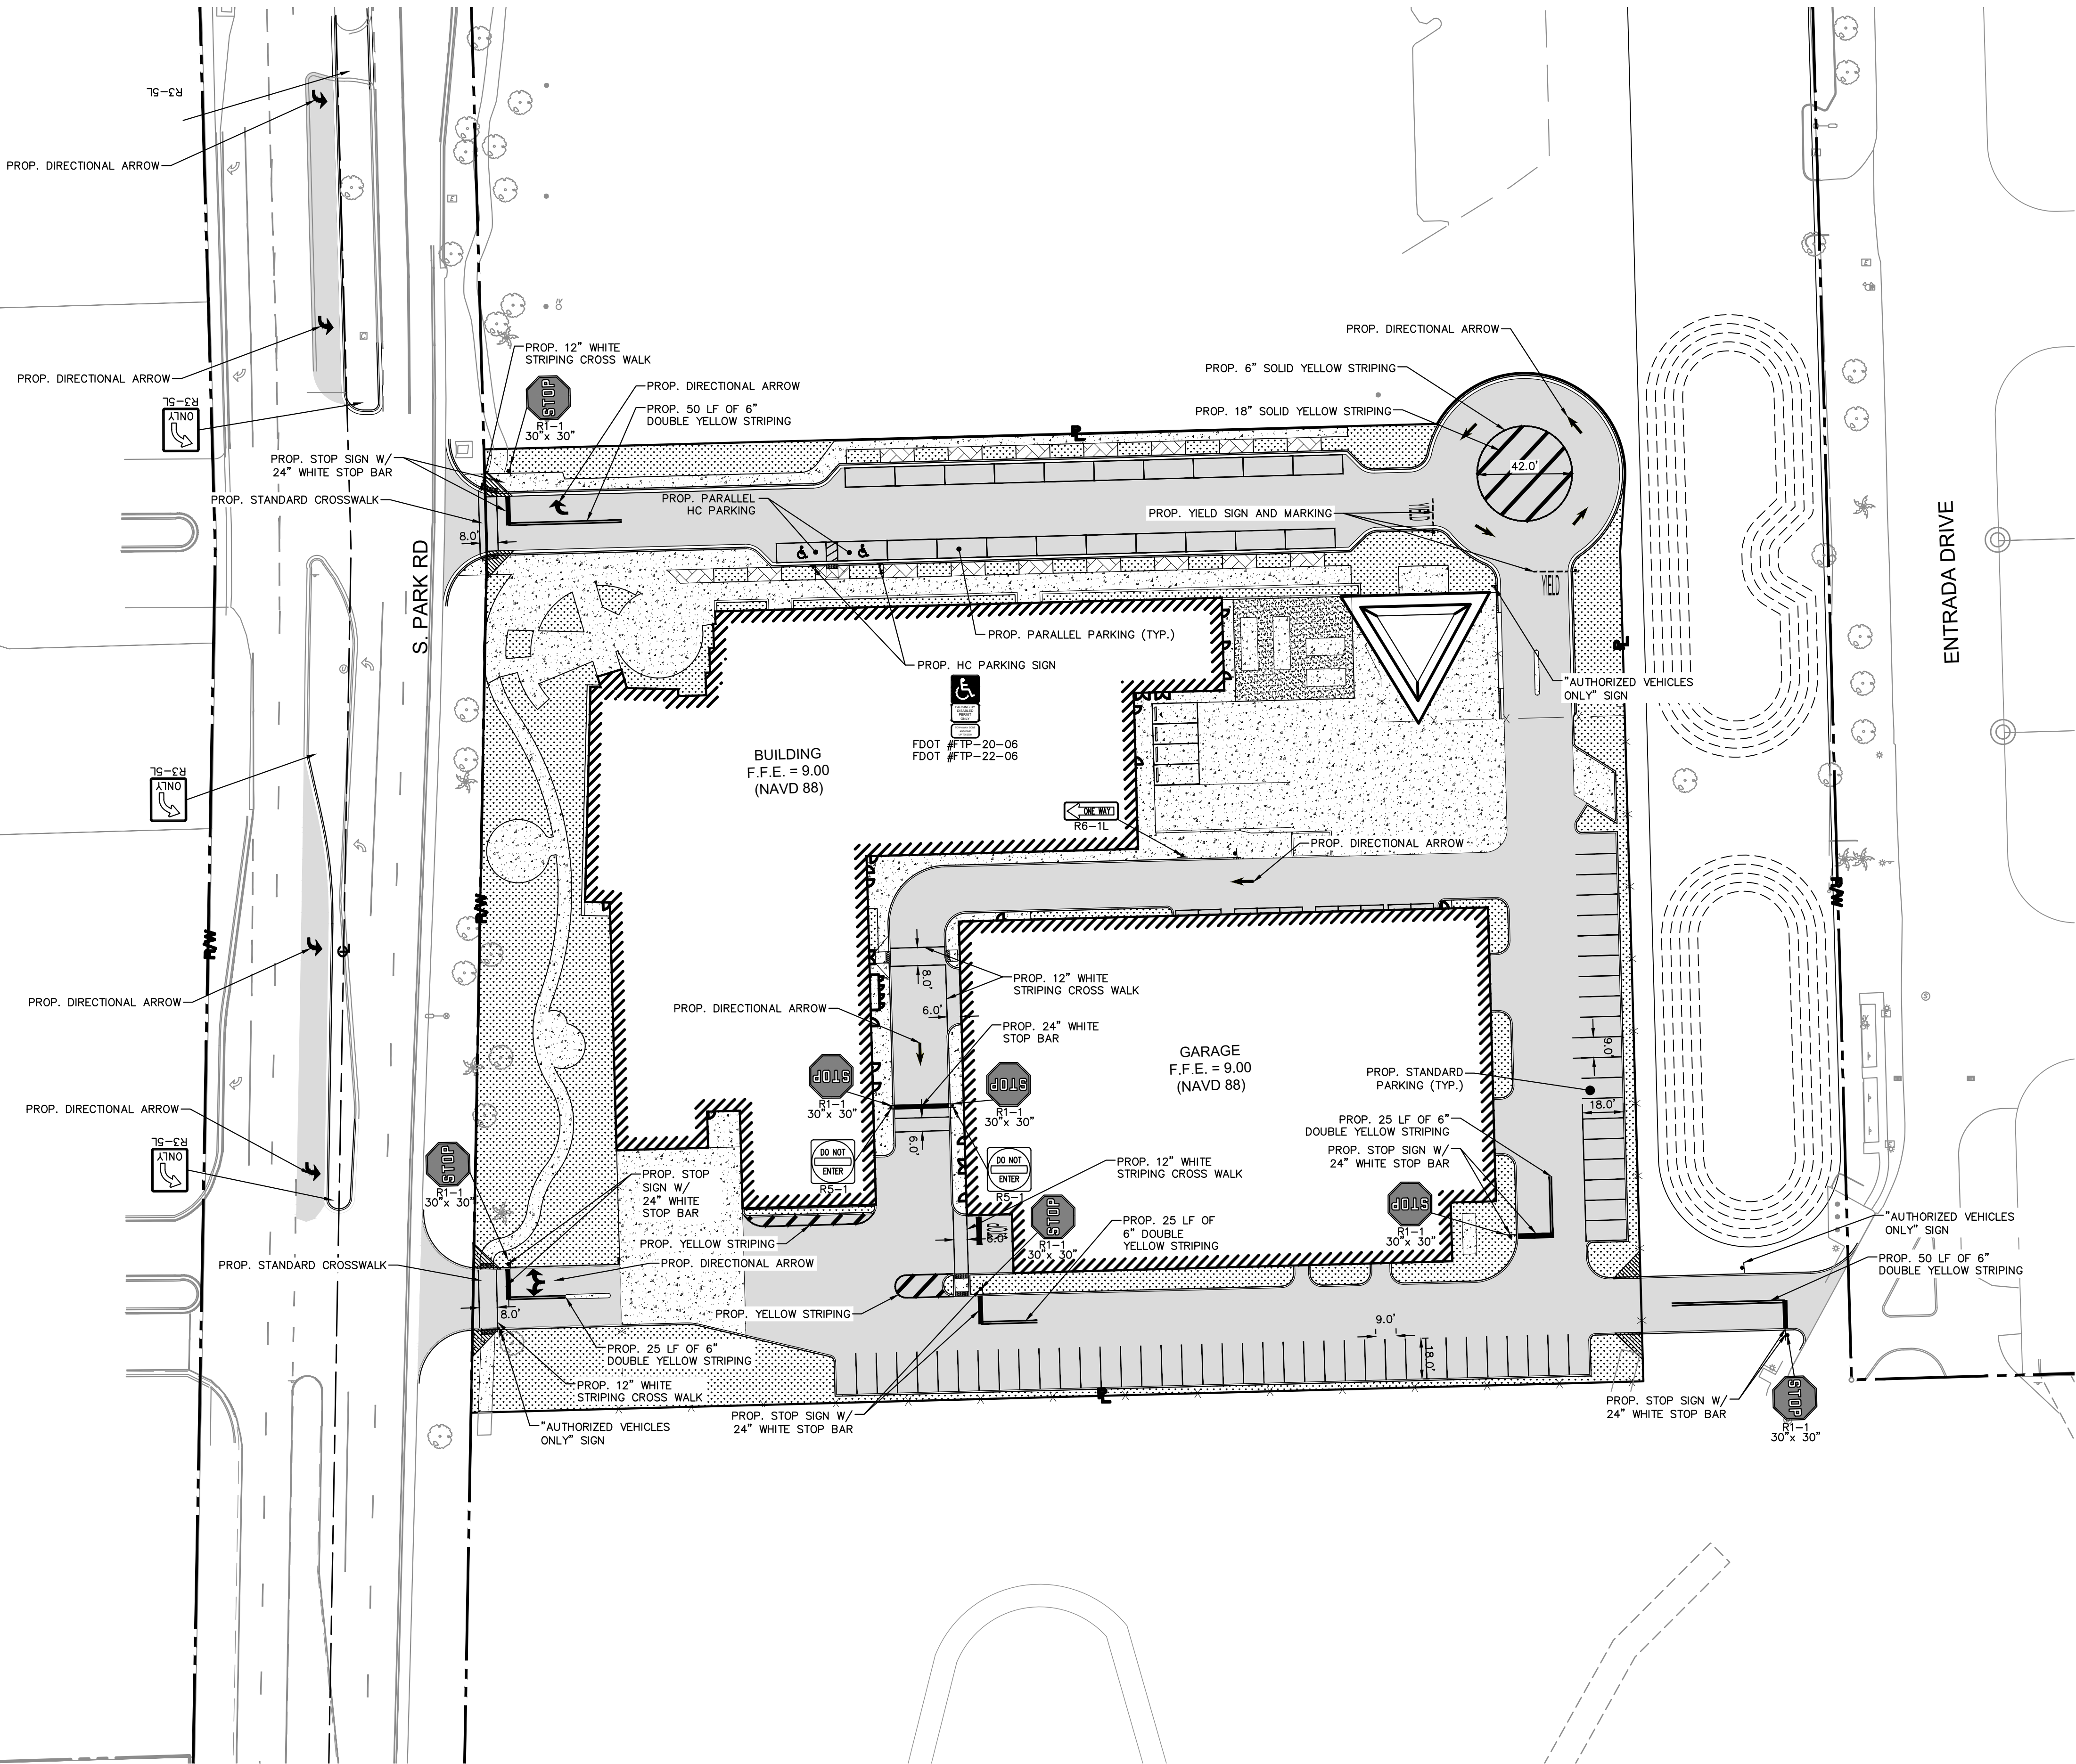 R3-5L
PROP. DIRECTIONAL ARROW
PROP. DIRECTIONAL ARROW
R3-5L
ONLY
PROP. 12" WHITE
STRIPING CROSS WALK
STOP
R1-1
30"x 30"
PROP. DIRECTIONAL ARROW
PROP. 50 LF OF 6"
DOUBLE YELLOW STRIPING
PROP. STOP SIGN W/
24" WHITE STOP BAR
PROP. STANDARD CROSSWALK
8.0'
PROP. PARALLEL
HC PARKING
PL
PROP. DIRECTIONAL ARROW
PROP. 6" SOLID YELLOW STRIPING
PROP. 18" SOLID YELLOW STRIPING
42.0'
PROP. YIELD SIGN AND MARKING
YIELD
YIELD
S. PARK RD
ENTRADA DRIVE
PROP. PARALLEL PARKING (TYP.)
PROP. HC PARKING SIGN
PARKING BY
DISABLED
PERMIT
ONLY
FDOT #FTP-20-06
FDOT #FTP-22-06
PL
"AUTHORIZED VEHICLES
ONLY" SIGN
BUILDING
F.F.E. = 9.00
(NAVD 88)
R3-5L
ONLY
ONE WAY
R6-1L
PROP. DIRECTIONAL ARROW
R/W
R/W
R/W
CL
PROP. DIRECTIONAL ARROW
8.0'
PROP. 12" WHITE
STRIPING CROSS WALK
PROP. DIRECTIONAL ARROW
6.0'
PROP. 24" WHITE
STOP BAR
GARAGE
F.F.E. = 9.00
(NAVD 88)
9.0'
PROP. STANDARD
PARKING (TYP.)
18.0'
STOP
R1-1
30"x 30"
STOP
R1-1
30"x 30"
PROP. DIRECTIONAL ARROW
R3-5L
ONLY
PROP. 25 LF OF 6"
DOUBLE YELLOW STRIPING
PROP. STOP SIGN W/
24" WHITE STOP BAR
6.0'
DO NOT
ENTER
R5-1
DO NOT
ENTER
R5-1
STOP
R1-1
30"x 30"
PROP. STOP
SIGN W/
24" WHITE
STOP BAR
PROP. 12" WHITE
STRIPING CROSS WALK
STOP
R1-1
30"x 30"
STOP
6.0'
PROP. 25 LF OF
6" DOUBLE
YELLOW STRIPING
STOP
R1-1
30"x 30"
"AUTHORIZED VEHICLES
ONLY" SIGN
PROP. 50 LF OF 6"
DOUBLE YELLOW STRIPING
PROP. YELLOW STRIPING
PROP. STANDARD CROSSWALK
PROP. DIRECTIONAL ARROW
8.0'
PROP. YELLOW STRIPING
9.0'
18.0'
PROP. 25 LF OF 6"
DOUBLE YELLOW STRIPING
PROP. 12" WHITE
STRIPING CROSS WALK
PL
PROP. STOP SIGN W/
24" WHITE STOP BAR
"AUTHORIZED VEHICLES
ONLY" SIGN
PROP. STOP SIGN W/
24" WHITE STOP BAR
STOP
R1-1
30"x 30"